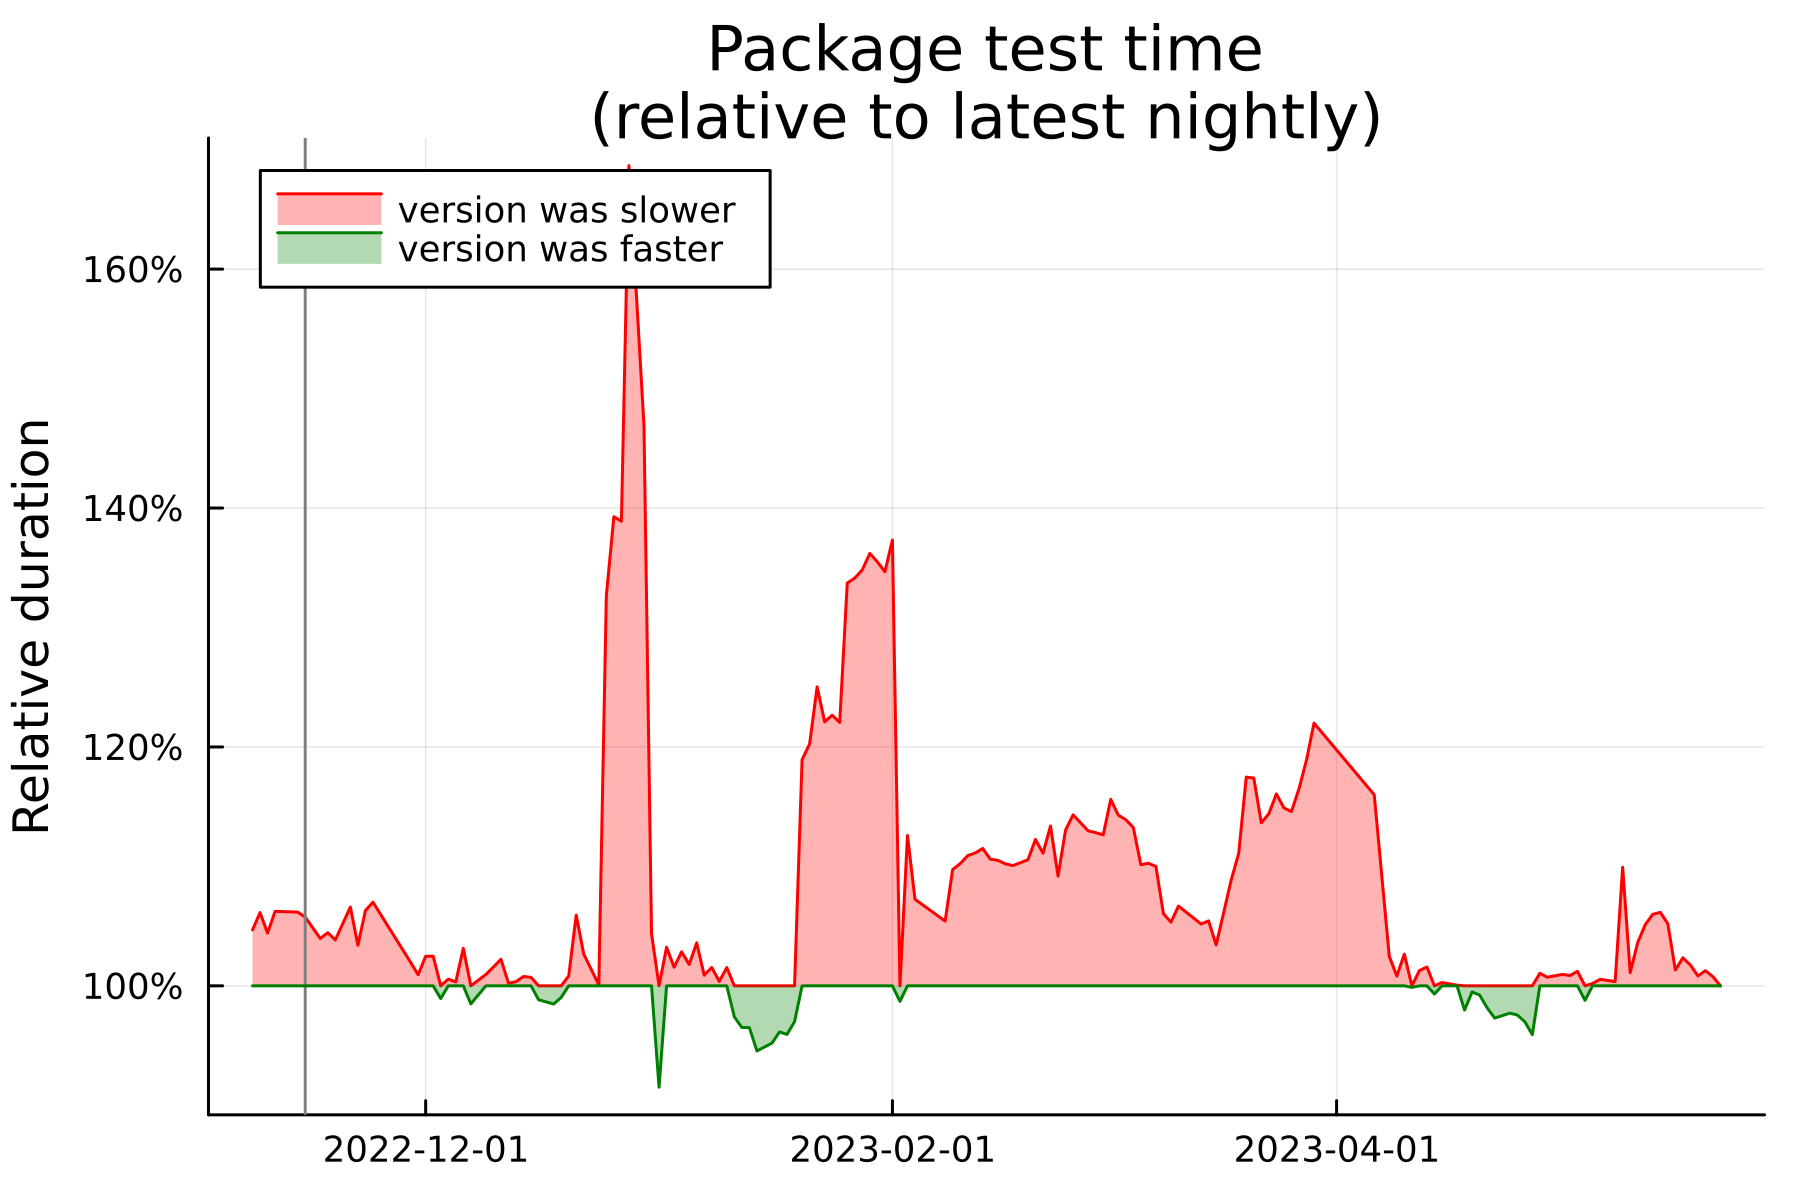 Package test time
(relative to latest nightly)
version was slower
version was faster
160%
140%
120%
100%
Relative duration
2022-12-01
2023-02-01
2023-04-01